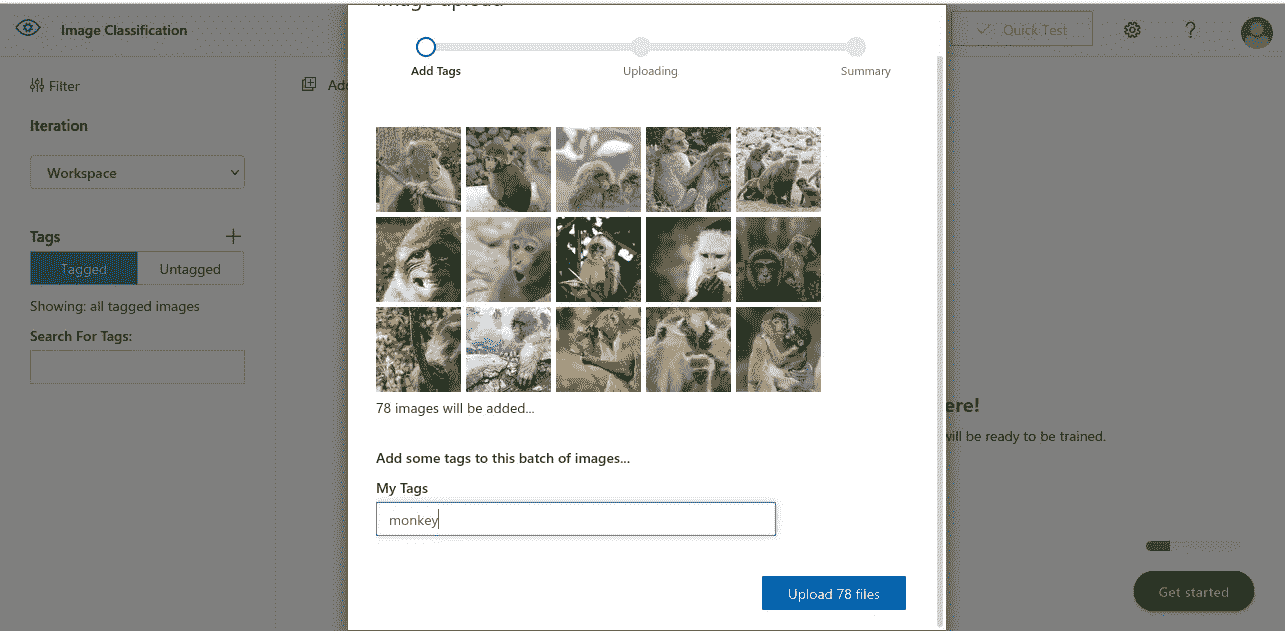 Image upload
Image Classification
Quick Test
?
Add Tags
Uploading
Summary
Filter
Iteration
Workspace
Tags
Tagged
Untagged
Showing: all tagged images
Search For Tags:
78 images will be added...
Add some tags to this batch of images...
My Tags
monkey
Upload 78 files
ere!
will be ready to be trained.
Get started